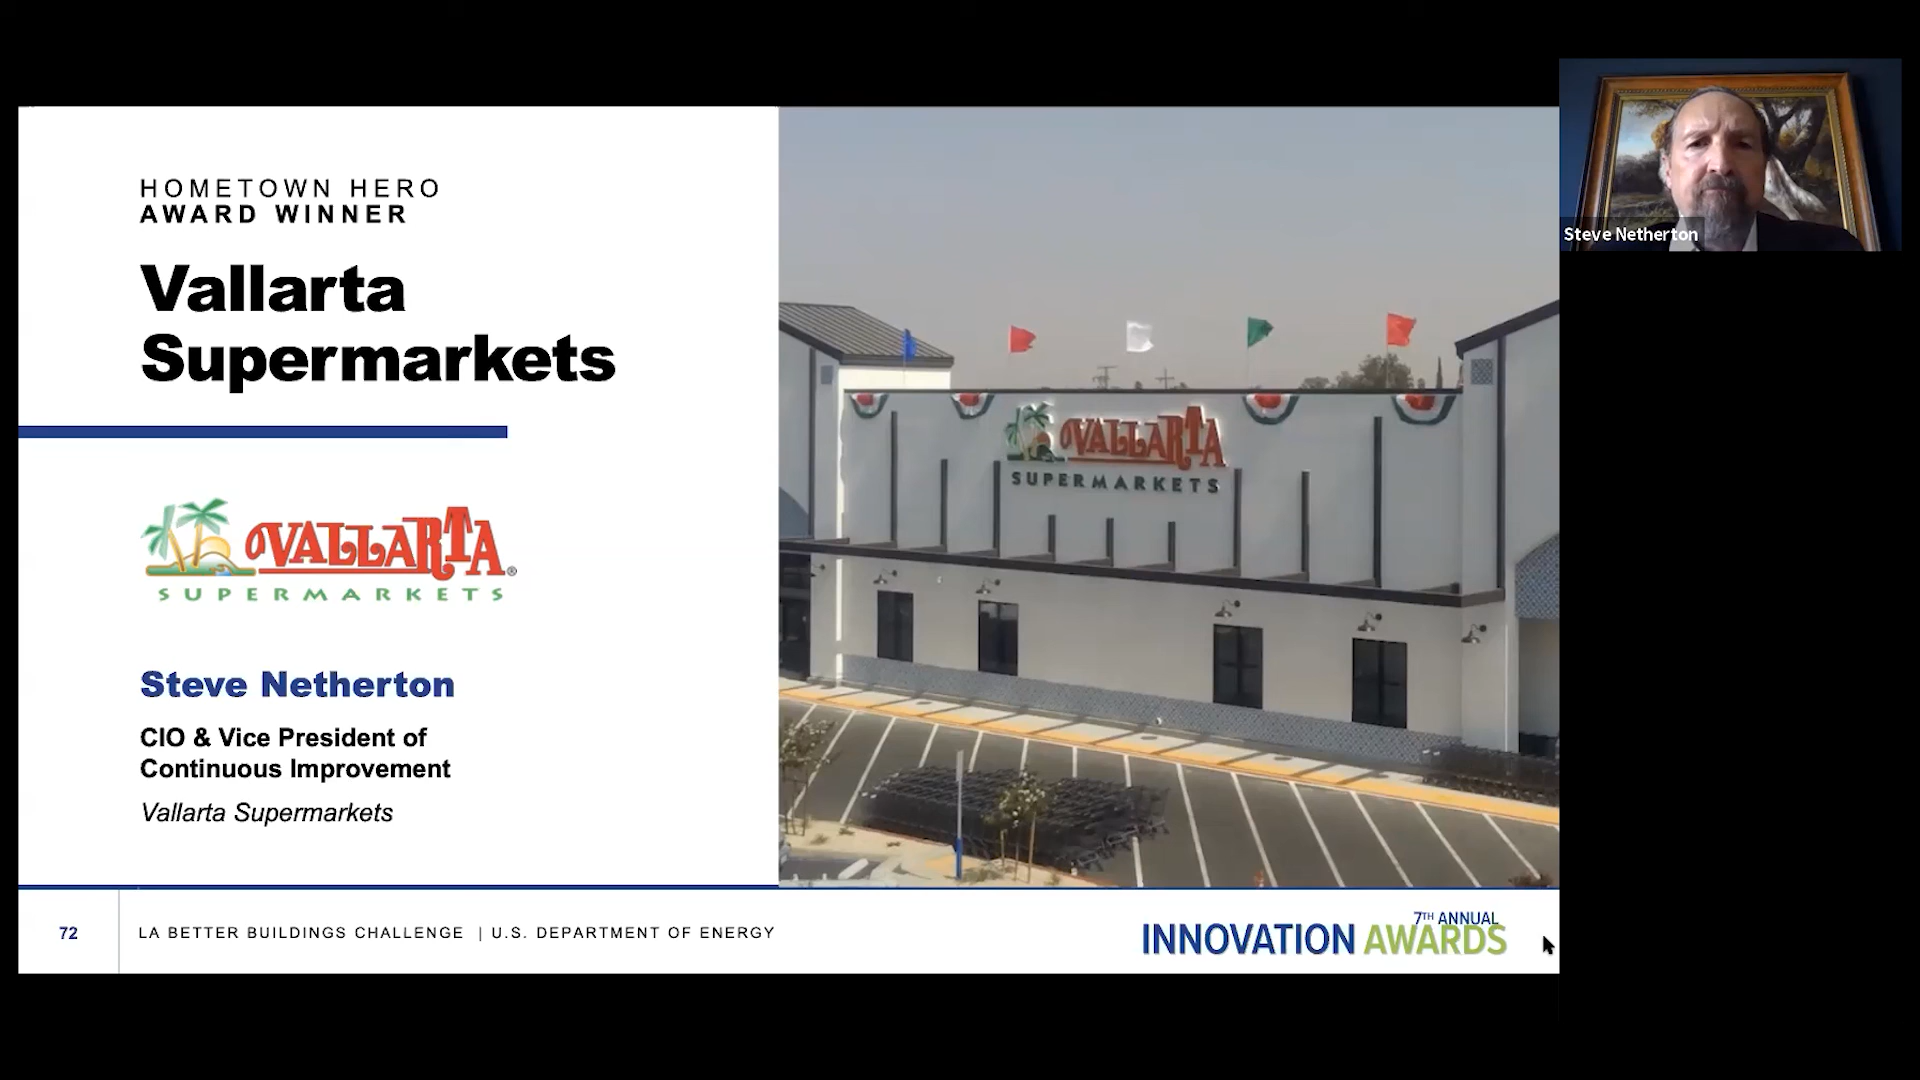 HOMETOWN HERO
AWARD WINNER
Vallarta
Supermarkets
VALLARTA®
SUPERMARKETS
Steve Netherton
CIO & Vice President of
Continuous Improvement
Vallarta Supermarkets
VALLARTA
SUPERMARKETS
72
LA BETTER BUILDINGS CHALLENGE | U.S. DEPARTMENT OF ENERGY
7TH ANNUAL
INNOVATION AWARDS
Steve Netherton